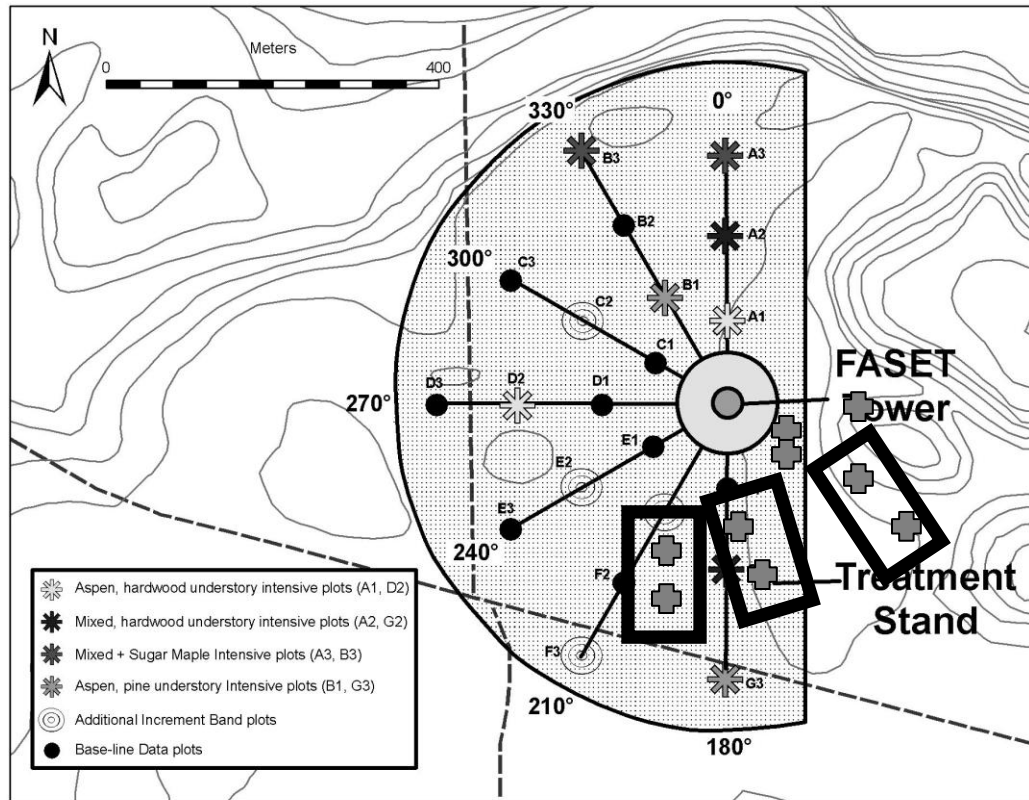 N
Meters
0
400
330°
0°
B3
A3
B2
A2
300°
C3
C2
B1
A1
C1
FASET
Tower
270°
D3
D2
D1
E1
E2
E3
240°
F2
Treatment
Stand
F3
G3
210°
180°
Aspen, hardwood understory intensive plots (A1, D2)
Mixed, hardwood understory intensive plots (A2, G2)
Mixed + Sugar Maple Intensive plots (A3, B3)
Aspen, pine understory Intensive plots (B1, G3)
Additional Increment Band plots
Base-line Data plots